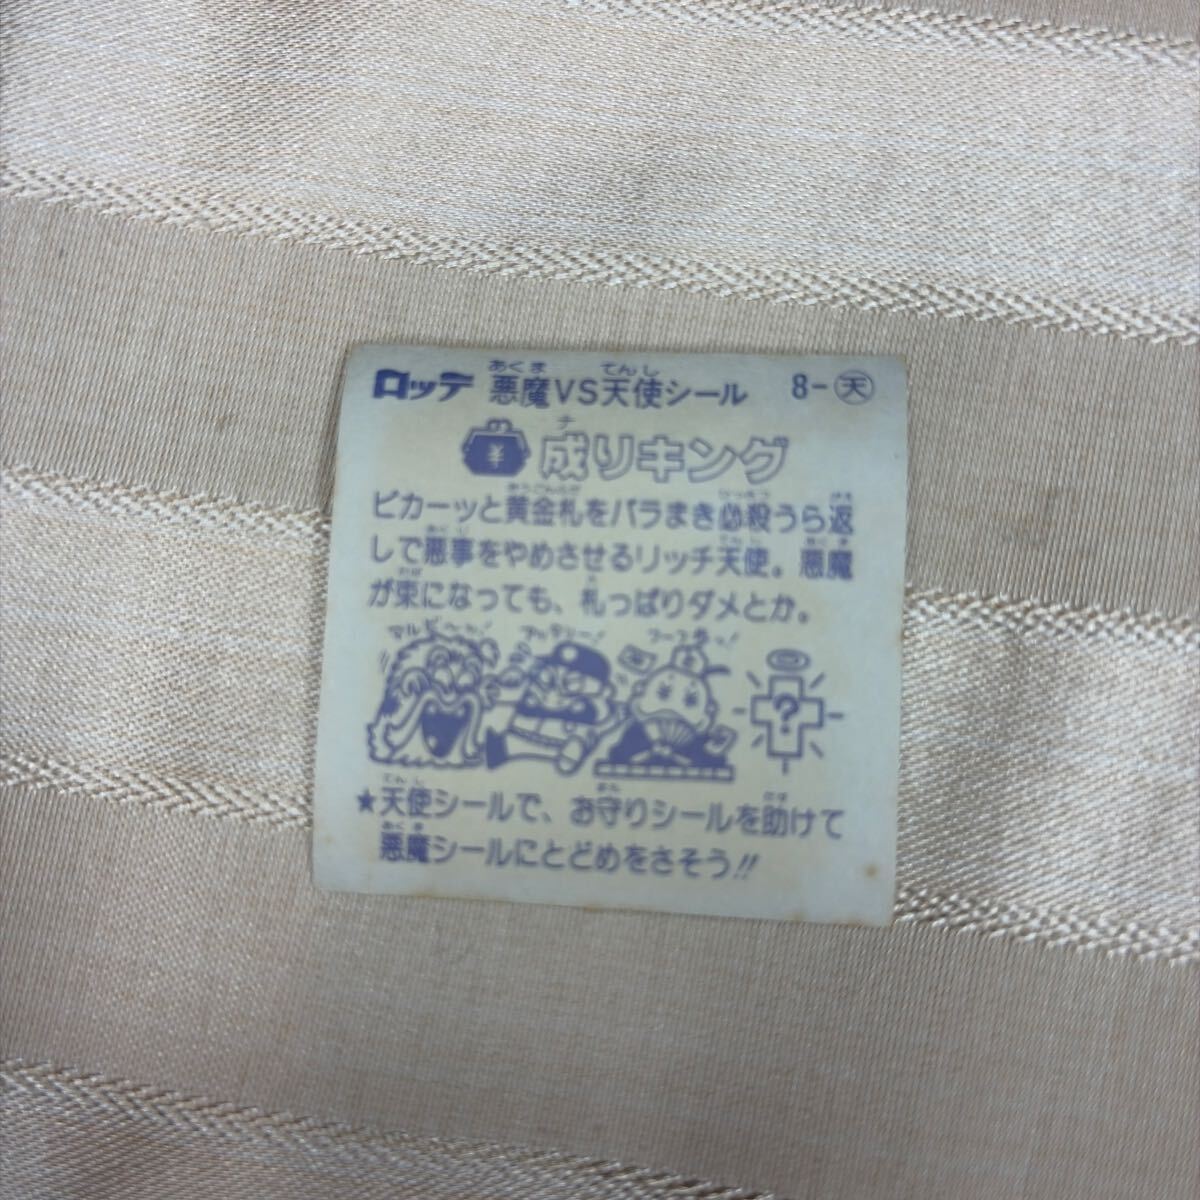 ロッテ 悪魔VS天使シール 8-天
¥ 成りキング
ピカーッと黄金札をバラまき必殺うら返
しで悪事をやめさせるリッチ天使。悪魔
が束になっても、札っぱりダメとか。
マルビ〜ッ!
★天使シールで、お守りシールを助けて
悪魔シールにとどめをさそう!!